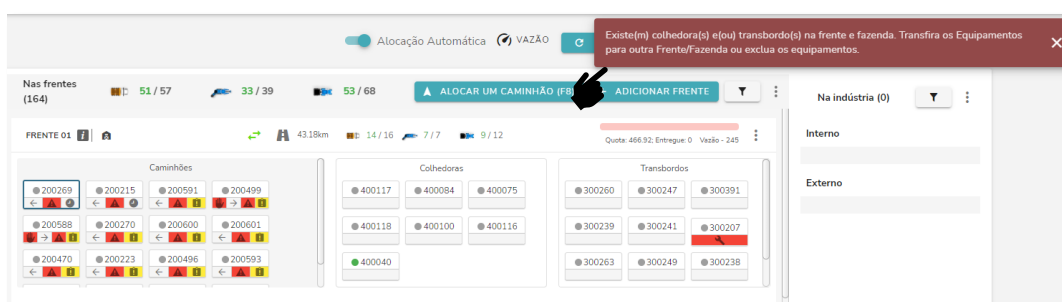 Existe(m) colhedora(s) e(ou) transbordo(s) na frente e fazenda. Transfira os Equipamentos
para outra Frente/Fazenda ou exclua os equipamentos.
Alocação Automática VAZÃO
Nas frentes
(164)
51 / 57 33 / 39 53 / 68 ALOCAR UM CAMINHÃO (F8) ADICIONAR FRENTE
Na indústria (0)
FRENTE 01 43.18km 14 / 16 7 / 7 9 / 12
Quota: 466.92; Entregue: 0 Vazão - 245
Interno
Externo
Caminhões Colhedoras Transbordos
200269 200215 200591 200499 400117 400084 400075 300260 300247 300391
200588 200270 200600 200601 400118 400100 400116 300239 300241 300207
200470 200223 200496 200593 400040 300263 300249 300238